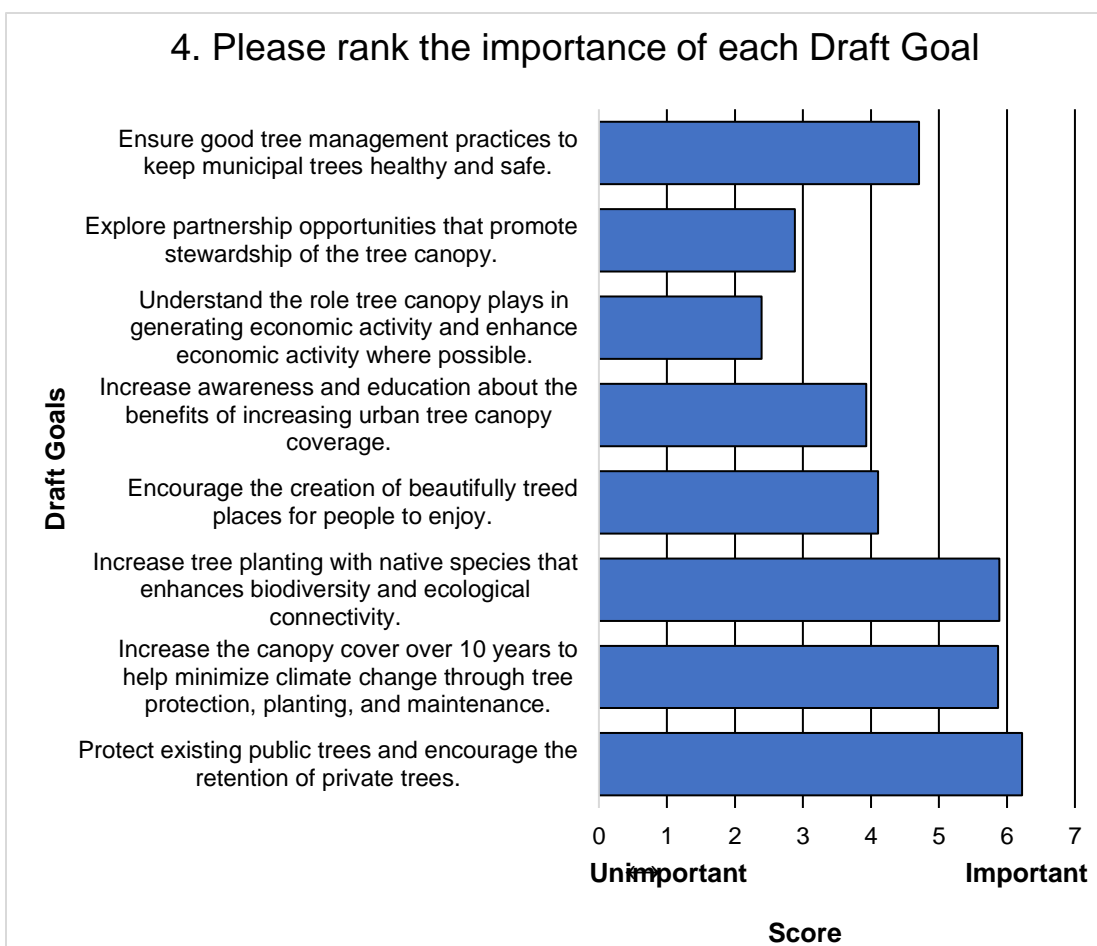 4. Please rank the importance of each Draft Goal
Ensure good tree management practices to
keep municipal trees healthy and safe.
Explore partnership opportunities that promote
stewardship of the tree canopy.
Understand the role tree canopy plays in
generating economic activity and enhance
economic activity where possible.
Increase awareness and education about the
benefits of increasing urban tree canopy
coverage.
Encourage the creation of beautifully treed
places for people to enjoy.
Increase tree planting with native species that
enhances biodiversity and ecological
connectivity.
Increase the canopy cover over 10 years to
help minimize climate change through tree
protection, planting, and maintenance.
Protect existing public trees and encourage the
retention of private trees.
Draft Goals
0 1 2 3 4 5 6 7
Unimportant Important
Score